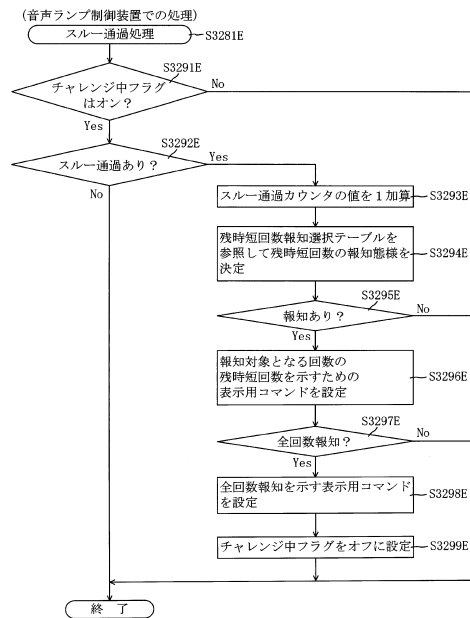 (音声ランプ制御装置での処理)
スルー通過処理
S3281E
S3291E
チャレンジ中フラグ
はオン?
No
Yes
S3292E
スルー通過あり?
Yes
No
スルー通過カウンタの値を1加算
S3293E
残時短回数報知選択テーブルを
参照して残時短回数の報知態様を
決定
S3294E
S3295E
報知あり?
No
Yes
報知対象となる回数の
残時短回数を示すための
表示用コマンドを設定
S3296E
S3297E
全回数報知?
No
Yes
全回数報知を示す表示用コマンド
を設定
S3298E
チャレンジ中フラグをオフに設定
S3299E
終 了